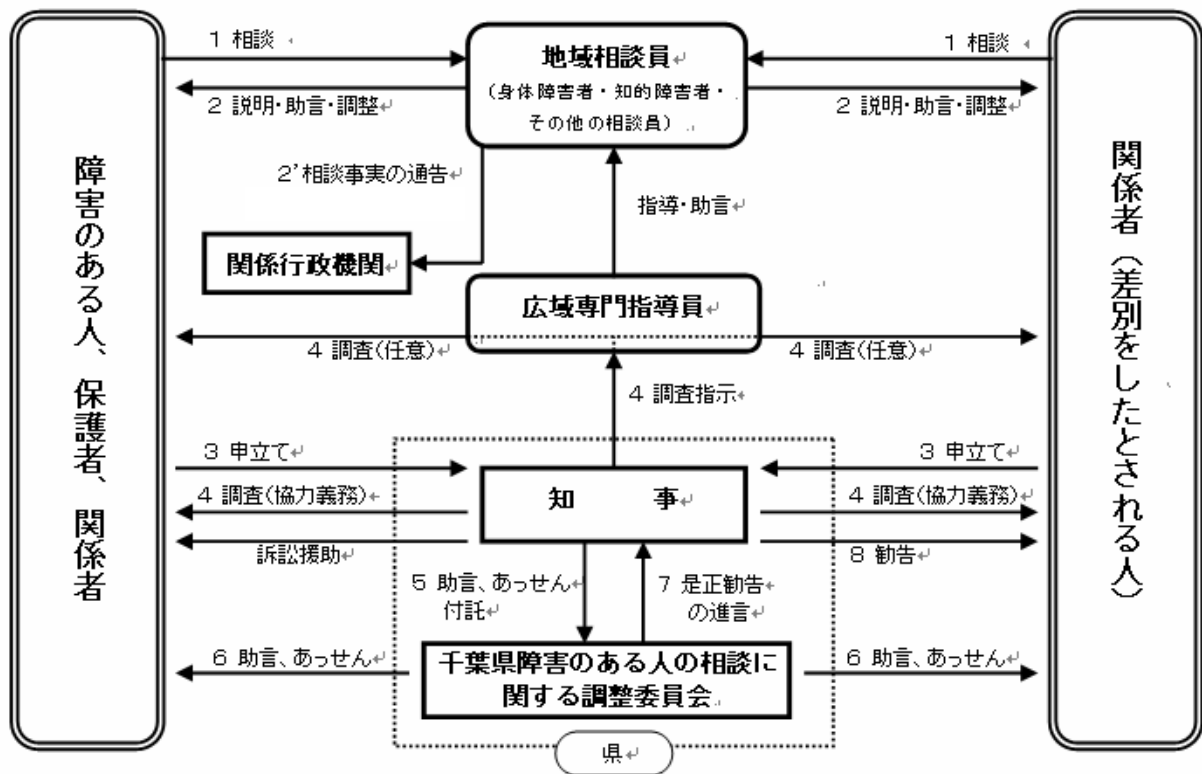 1 相談
1 相談
地域相談員
(身体障害者・知的障害者・
その他の相談員)
2 説明・助言・調整
2 説明・助言・調整
2’相談事実の通告
指導・助言
関係行政機関
広域専門指導員
4 調査(任意)
4 調査(任意)
4 調査指示
障害のある人、保護者、関係者
関係者(差別をしたとされる人)
3 申立て
3 申立て
知 事
4 調査(協力義務)
4 調査(協力義務)
訴訟援助
8 勧告
5 助言、あっせん
付託
7 是正勧告
の進言
6 助言、あっせん
6 助言、あっせん
千葉県障害のある人の相談に
関する調整委員会
県